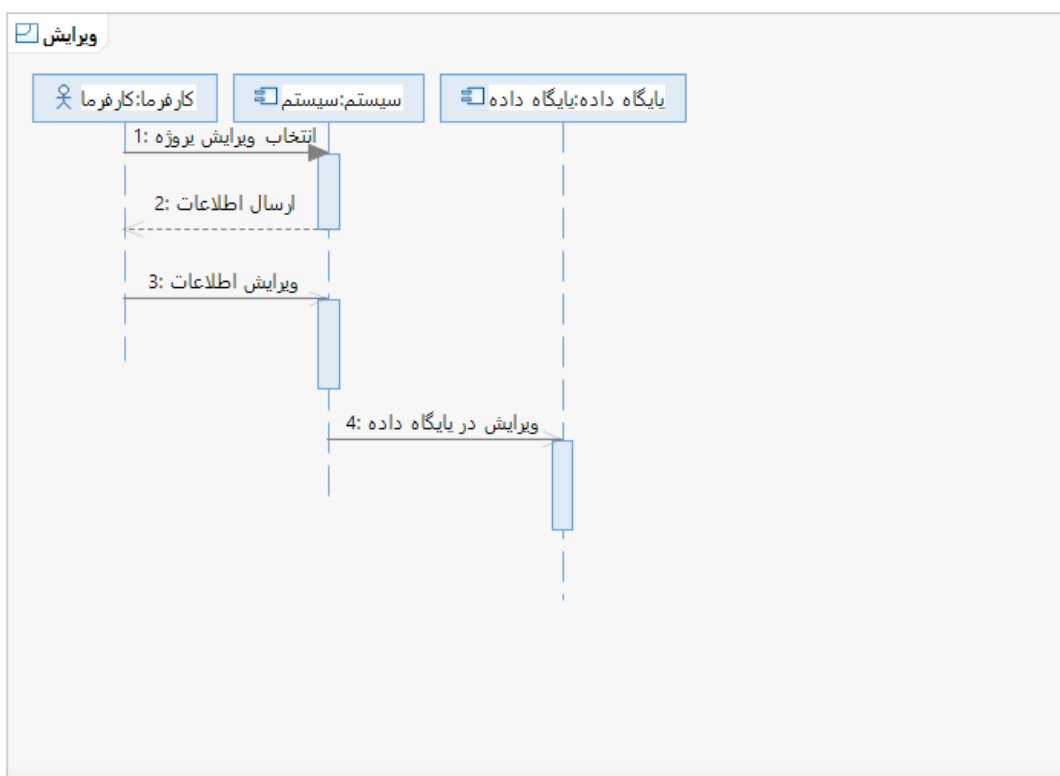 ویرایش
کارفرما:کارفرما
سیستم:سیستم
پایگاه داده:پایگاه داده
1: انتخاب ویرایش پروژه
2: ارسال اطلاعات
3: ویرایش اطلاعات
4: ویرایش در پایگاه داده